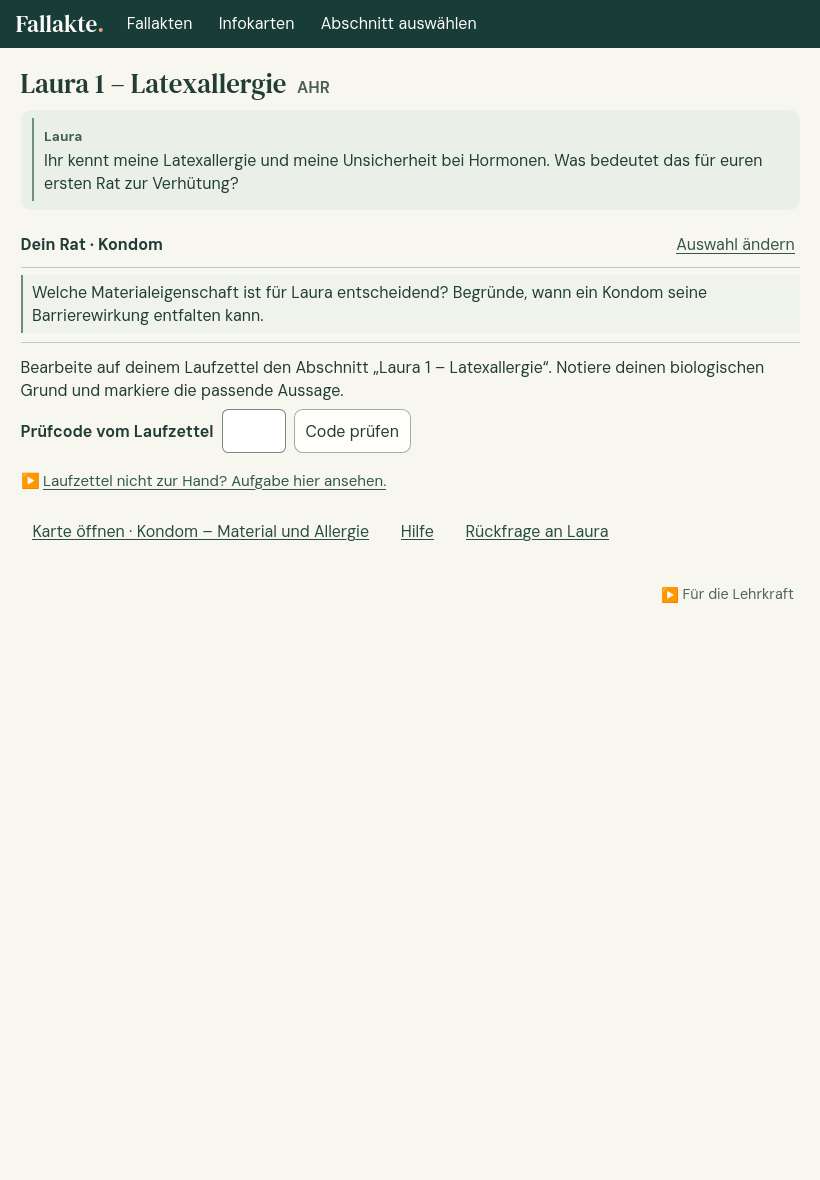 Fallakte. Fallakten Infokarten Abschnitt auswählen
Laura 1 – Latexallergie AHR
Laura
Ihr kennt meine Latexallergie und meine Unsicherheit bei Hormonen. Was bedeutet das für euren
ersten Rat zur Verhütung?
Dein Rat · Kondom Auswahl ändern
Welche Materialeigenschaft ist für Laura entscheidend? Begründe, wann ein Kondom seine
Barrierewirkung entfalten kann.
Bearbeite auf deinem Laufzettel den Abschnitt „Laura 1 – Latexallergie“. Notiere deinen biologischen
Grund und markiere die passende Aussage.
Prüfcode vom Laufzettel Code prüfen
Laufzettel nicht zur Hand? Aufgabe hier ansehen.
Karte öffnen · Kondom – Material und Allergie Hilfe Rückfrage an Laura
Für die Lehrkraft